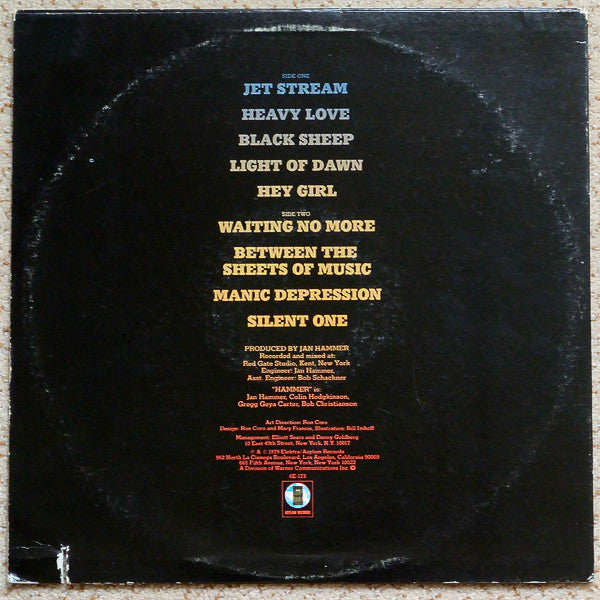 SIDE ONE
JET STREAM
HEAVY LOVE
BLACK SHEEP
LIGHT OF DAWN
HEY GIRL
SIDE TWO
WAITING NO MORE
BETWEEN THE
SHEETS OF MUSIC
MANIC DEPRESSION
SILENT ONE
PRODUCED BY JAN HAMMER
Recorded and mixed at:
Red Gate Studio, Kent, New York
Engineer: Jan Hammer,
Asst. Engineer: Bob Schachner
"HAMMER" is:
Jan Hammer, Colin Hodgkinson,
Gregg Geya Carter, Bob Christianson
Art Direction: Ron Coro
Design: Ron Coro and Mary Francis, Illustration: Bill Imhoff
Management: Elliott Sears and Danny Goldberg
10 East 49th Street, New York, N.Y. 10017
℗ & © 1979 Elektra/Asylum Records
962 North La Cienega Boulevard, Los Angeles, California 90069
665 Fifth Avenue, New York, New York 10022
A Division of Warner Communications Inc.
6E-173
ASYLUM RECORDS